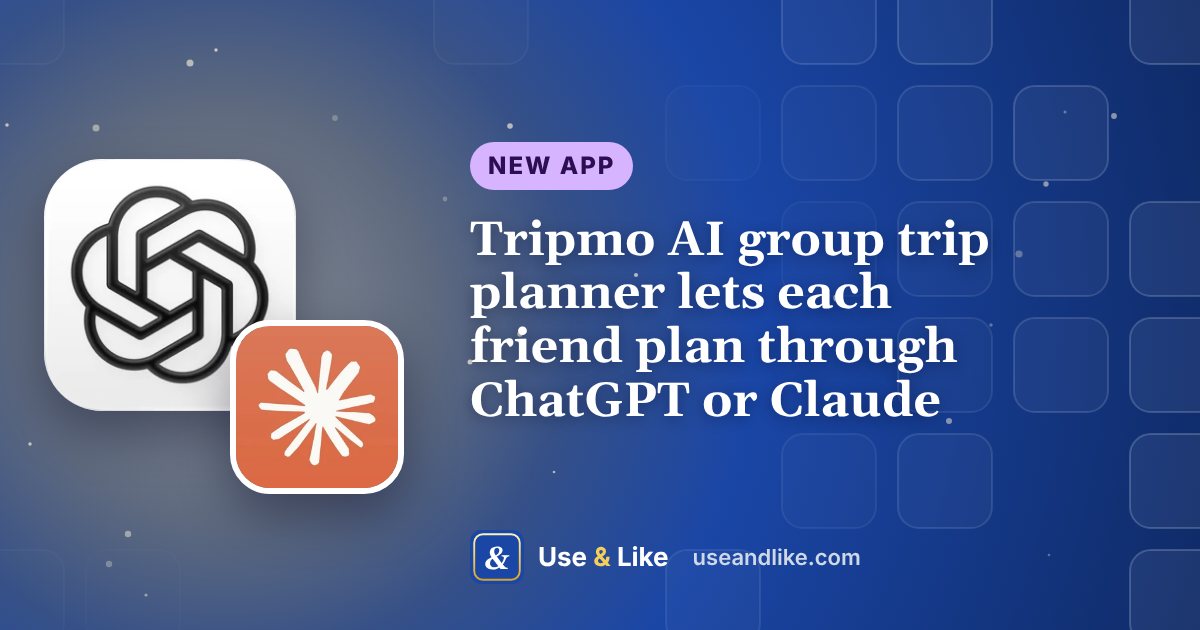 NEW APP
Tripmo AI group trip
planner lets each
friend plan through
ChatGPT or Claude
& Use & Like useandlike.com